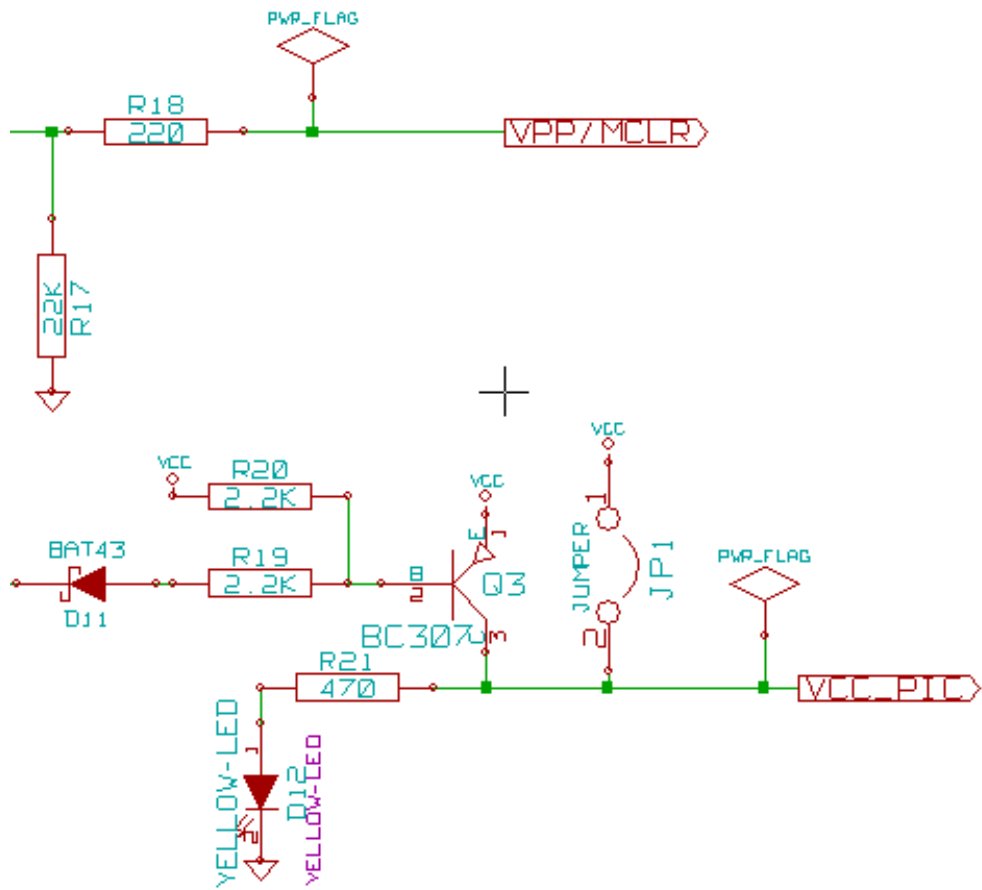 PWR_FLAG
R18
220
VPP/MCLR
22K
R17
VCC
R20
2.2K
VCC
VCC
BAT43
D11
R19
2.2K
B
2
E
1
Q3
BC307
C
3
1
JUMPER
JP1
2
PWR_FLAG
R21
470
VCC_PIC
YELLOW-LED
1
D12
2
YELLOW-LED